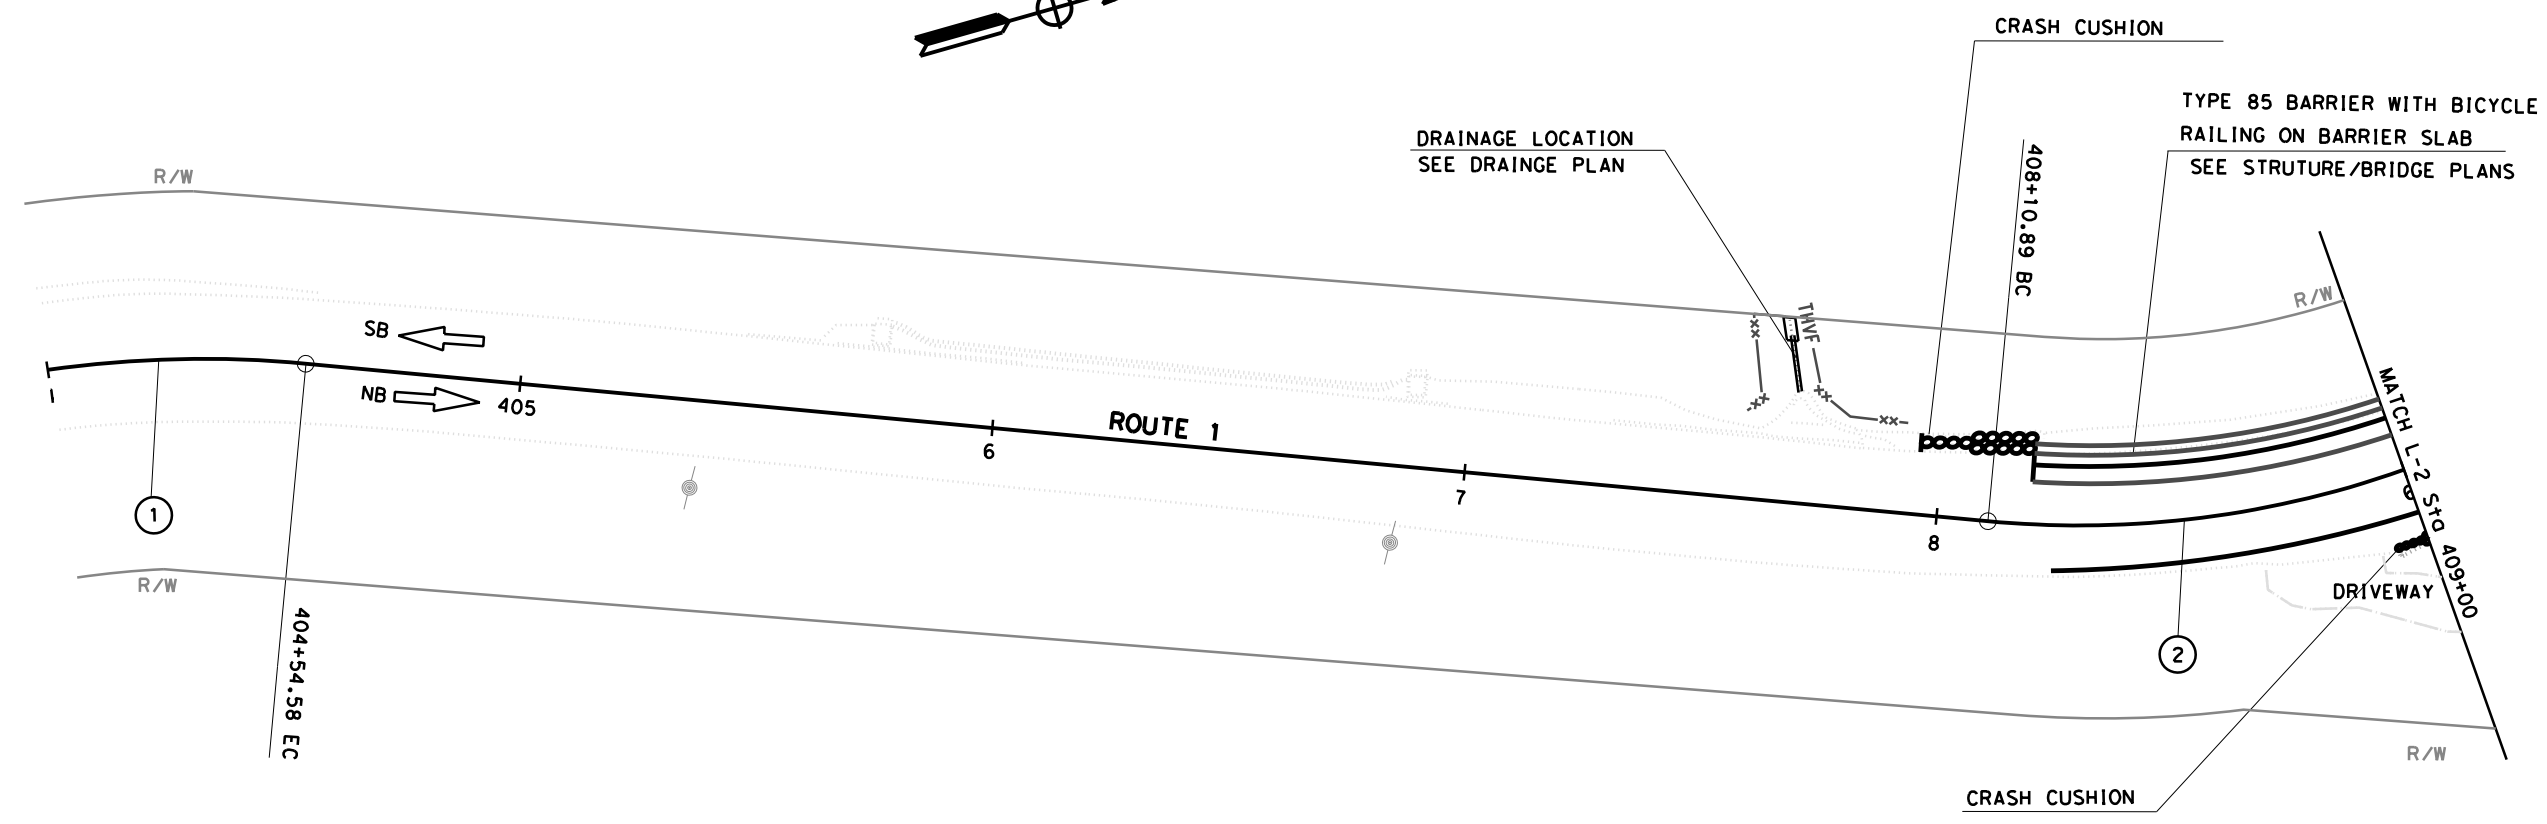 CRASH CUSHION
TYPE 85 BARRIER WITH BICYCLE
RAILING ON BARRIER SLAB
SEE STRUTURE/BRIDGE PLANS
DRAINAGE LOCATION
SEE DRAINGE PLAN
408+10.89 BC
R/W
R/W
THVF
SB
NB
405
ROUTE 1
6
7
8
MATCH L-2 Sta 409+00
1
2
R/W
DRIVEWAY
404+54.58 EC
R/W
CRASH CUSHION